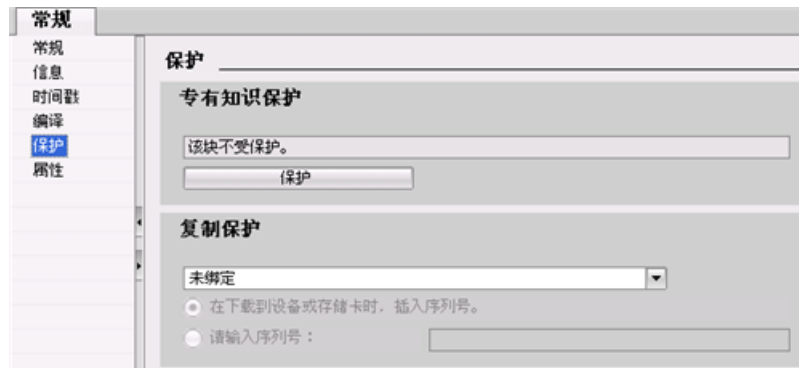 常规
常规
信息
时间戳
编译
保护
属性
保护
专有知识保护
该块不受保护。
保护
复制保护
未绑定
在下载到设备或存储卡时，插入序列号。
请输入序列号：